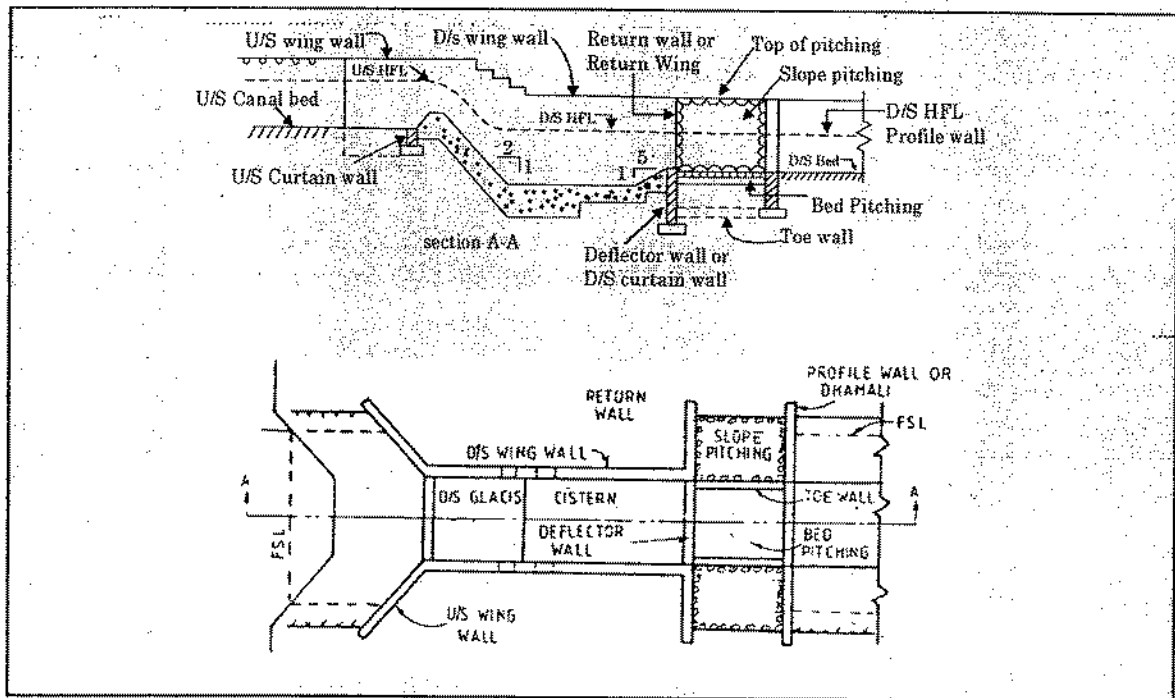 U/S wing wall
D/s wing wall
Return wall or
Return Wing
Top of pitching
Slope pitching
U/S HFL
U/S Canal bed
D/S HFL
D/S HFL
Profile wall
2
1
5
1
D/S Bed
U/S Curtain wall
Bed Pitching
section A-A
Toe wall
Deflector wall or
D/S curtain wall
PROFILE WALL OR
DHAMALI
RETURN
WALL
FSL
SLOPE
PITCHING
D/S WING WALL
A
D/S GLACIS
CISTERN
TOE WALL
A
DEFLECTOR
WALL
BED
PITCHING
FSL
U/S WING
WALL